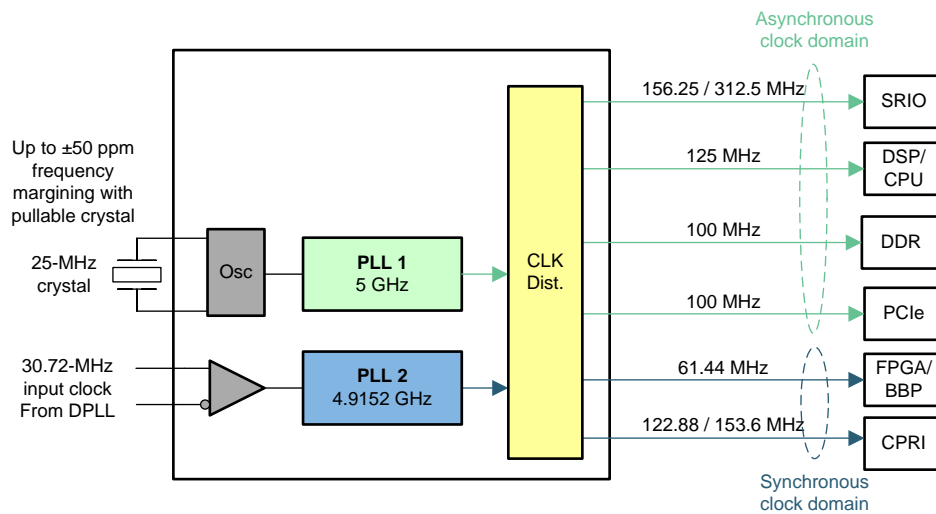 Asynchronous
clock domain
156.25 / 312.5 MHz
SRIO
Up to ±50 ppm
frequency
margining with
pullable crystal
125 MHz
DSP/
CPU
25-MHz
crystal
Osc
PLL 1
5 GHz
CLK
Dist.
100 MHz
DDR
100 MHz
PCIe
30.72-MHz
input clock
From DPLL
PLL 2
4.9152 GHz
61.44 MHz
FPGA/
BBP
122.88 / 153.6 MHz
CPRI
Synchronous
clock domain